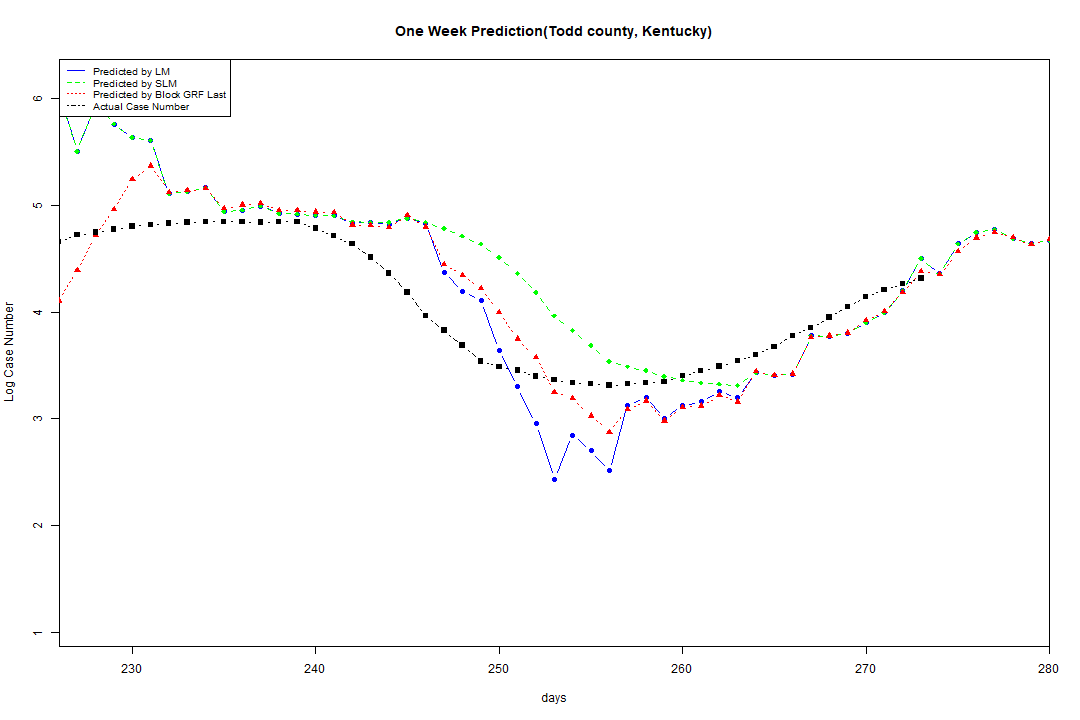 One Week Prediction(Todd county, Kentucky)
Predicted by LM
Predicted by SLM
Predicted by Block GRF Last
Actual Case Number
Log Case Number
6
5
4
3
2
1
230 240 250 260 270 280
days